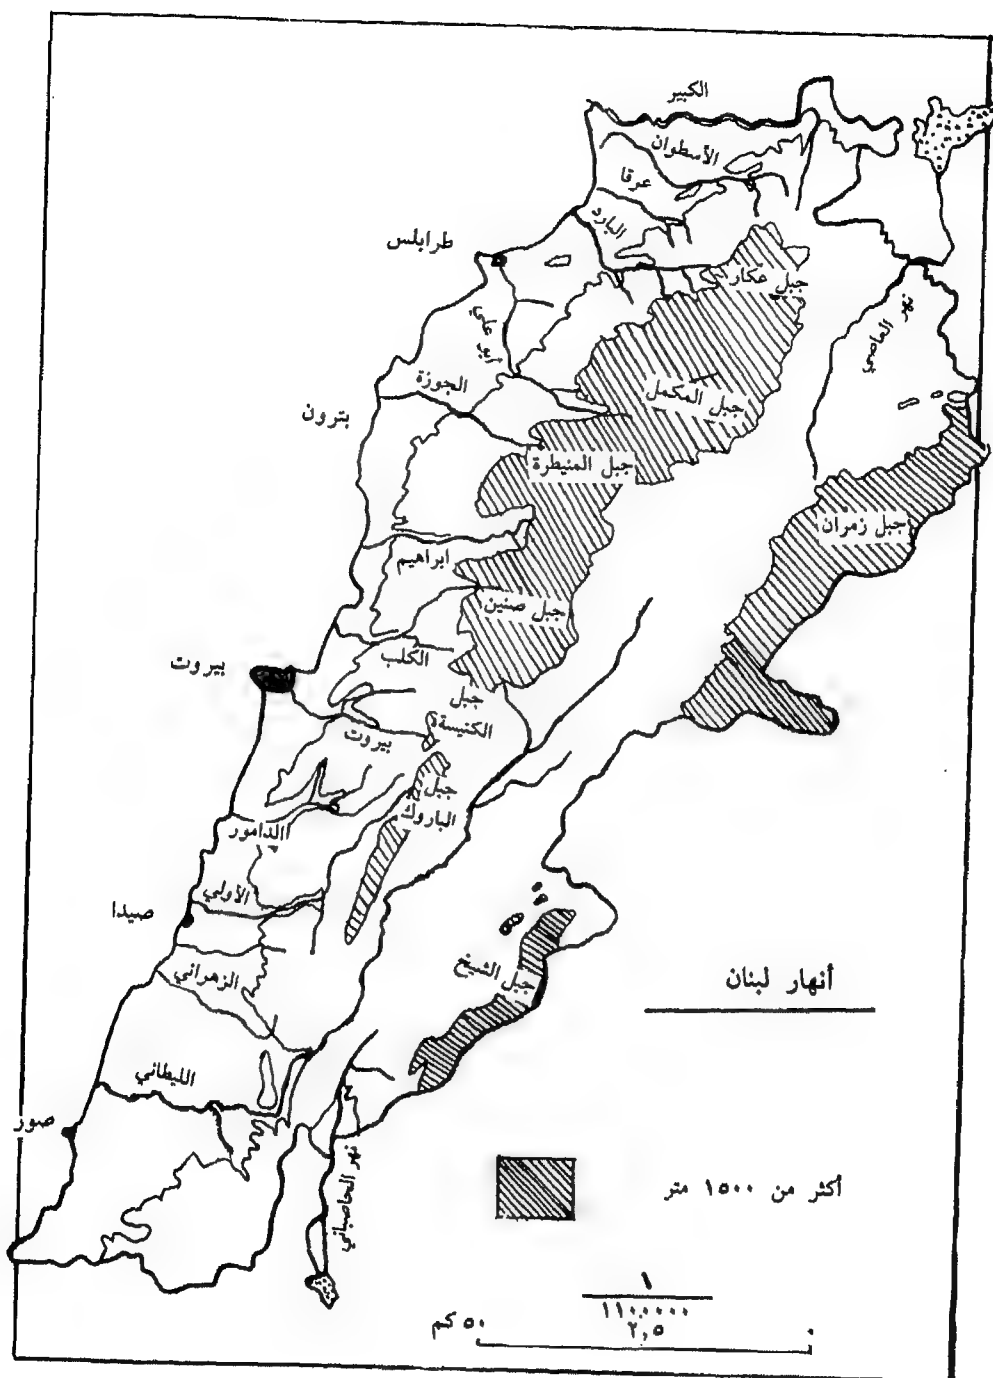 الكبير
الأسطوان
عرقا
البارد
طرابلس
جبل عكار
نهر العاصي
ابو علي
الجوزة
جبل المكمل
بترون
جبل المنيطرة
جبل زمران
ابراهيم
جبل صنين
الكلب
بيروت
جبل
الكنيسة
بيروت
جبل
الباروك
الدامور
الأولي
صيدا
جبل الشيخ
الزهراني
أنهار لبنان
الليطاني
صور
نهر الحاصباني
أكثر من ١٥٠٠ متر
١
١١٠٠٠٠٠
٢,٥
٥٠ كم
٠